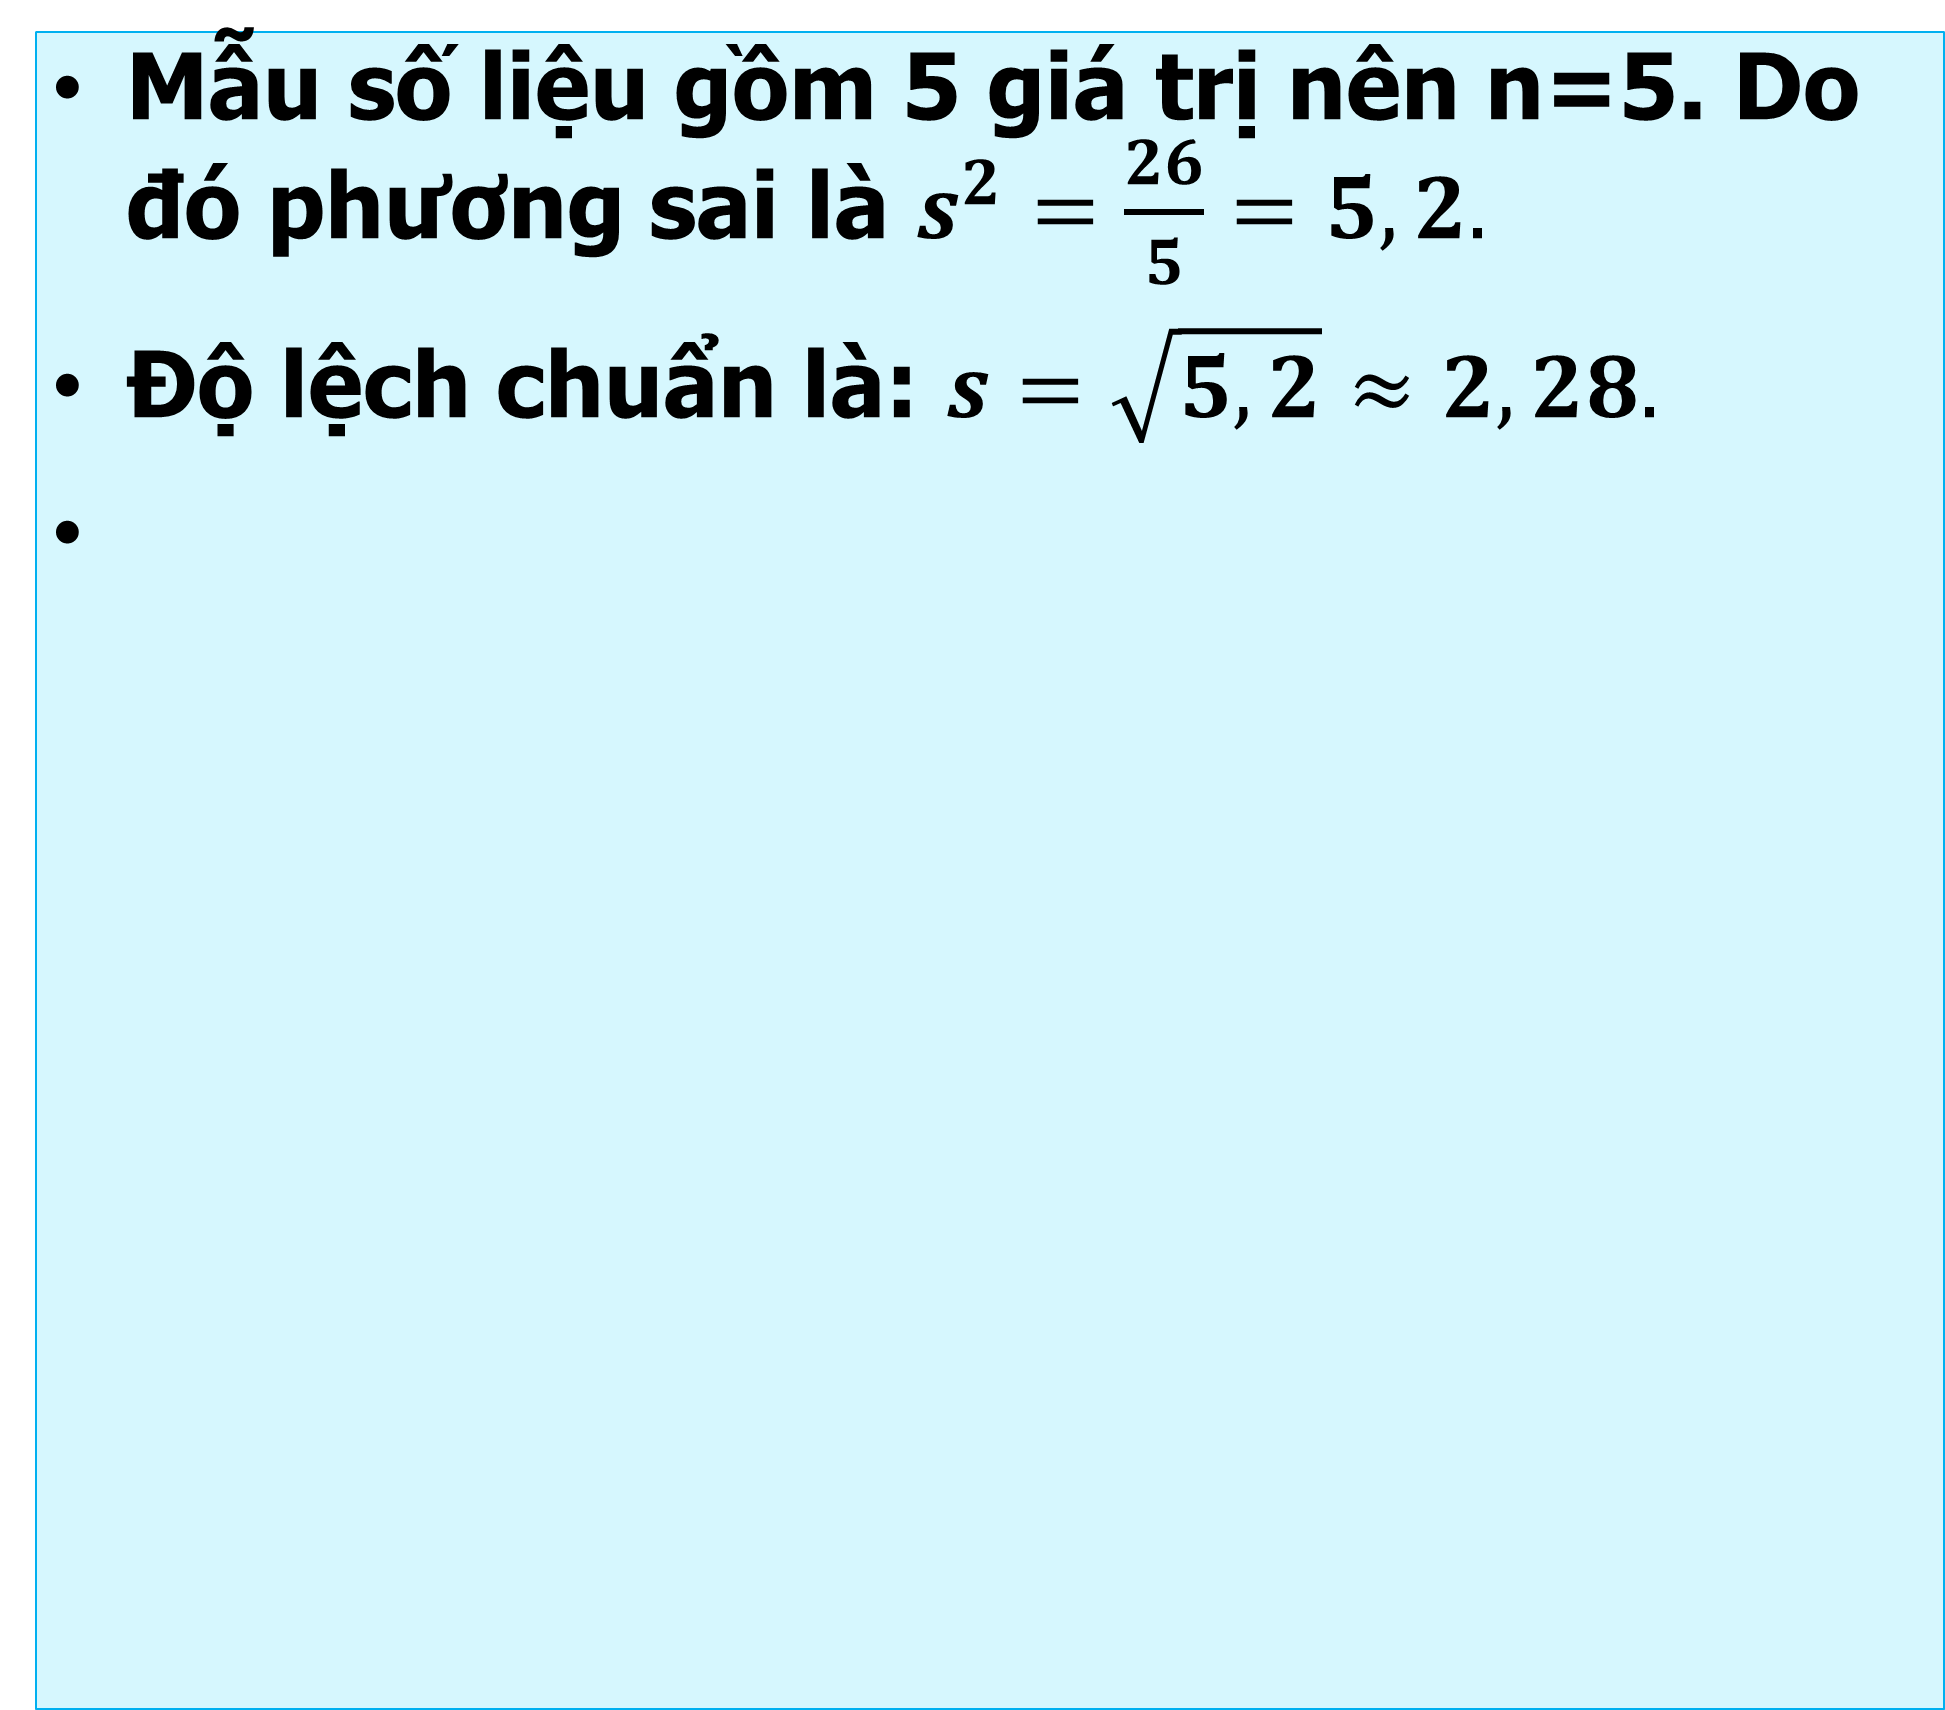 • Mẫu số liệu gồm 5 giá trị nên n=5. Do
đó phương sai là s² = 26/5 = 5,2.
• Độ lệch chuẩn là: s = √5,2 ≈ 2,28.
•